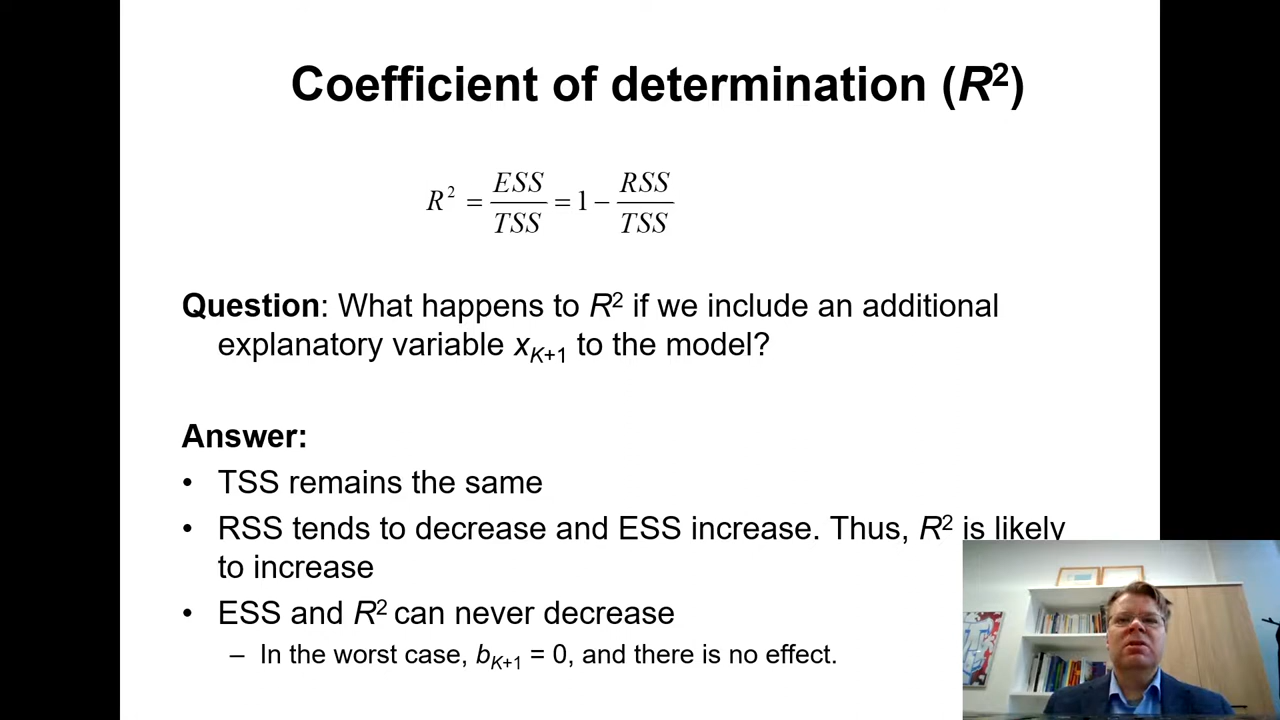 Coefficient of determination (R²)
R² = ESS / TSS = 1 − RSS / TSS
Question: What happens to R² if we include an additional
explanatory variable x_{K+1} to the model?
Answer:
• TSS remains the same
• RSS tends to decrease and ESS increase. Thus, R² is likely
to increase
• ESS and R² can never decrease
– In the worst case, b_{K+1} = 0, and there is no effect.